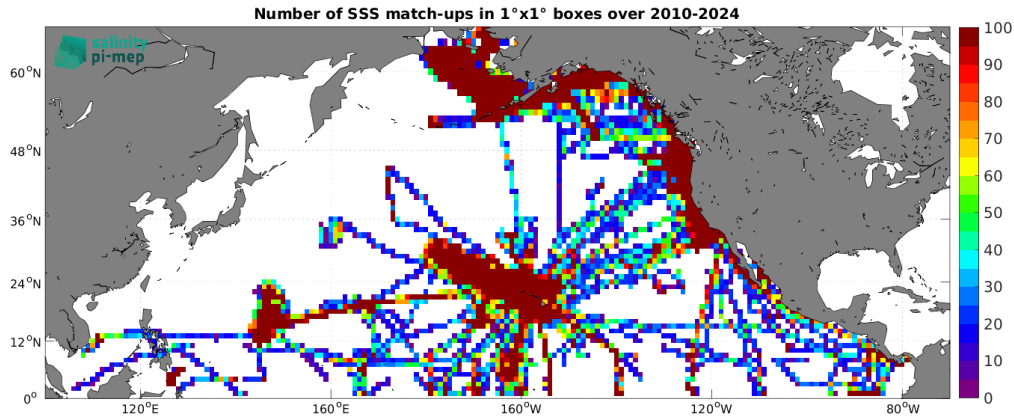 Number of SSS match-ups in 1°x1° boxes over 2010-2024
salinity
pi-mep
60°N
48°N
36°N
24°N
12°N
0°
120°E
160°E
160°W
120°W
80°W
100
90
80
70
60
50
40
30
20
10
0